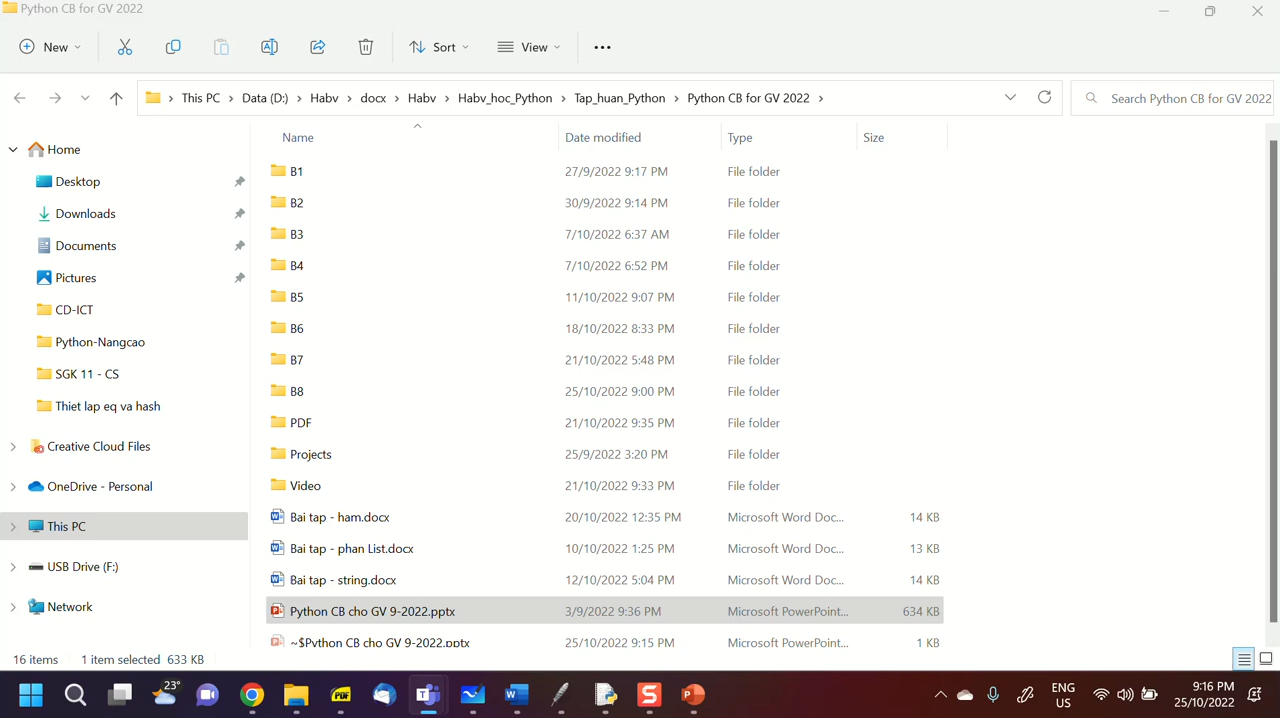 Python CB for GV 2022
New
Sort
View
This PC
Data (D:)
Habv
docx
Habv
Habv_hoc_Python
Tap_huan_Python
Python CB for GV 2022
Search Python CB for GV 2022
Home
Desktop
Downloads
Documents
Pictures
CD-ICT
Python-Nangcao
SGK 11 - CS
Thiet lap eq va hash
Creative Cloud Files
OneDrive - Personal
This PC
USB Drive (F:)
Network
Name Date modified Type Size
B1 27/9/2022 9:17 PM File folder
B2 30/9/2022 9:14 PM File folder
B3 7/10/2022 6:37 AM File folder
B4 7/10/2022 6:52 PM File folder
B5 11/10/2022 9:07 PM File folder
B6 18/10/2022 8:33 PM File folder
B7 21/10/2022 5:48 PM File folder
B8 25/10/2022 9:00 PM File folder
PDF 21/10/2022 9:35 PM File folder
Projects 25/9/2022 3:20 PM File folder
Video 21/10/2022 9:33 PM File folder
Bai tap - ham.docx 20/10/2022 12:35 PM Microsoft Word Doc... 14 KB
Bai tap - phan List.docx 10/10/2022 1:25 PM Microsoft Word Doc... 13 KB
Bai tap - string.docx 12/10/2022 5:04 PM Microsoft Word Doc... 14 KB
Python CB cho GV 9-2022.pptx 3/9/2022 9:36 PM Microsoft PowerPoint... 634 KB
~$Python CB cho GV 9-2022.pptx 25/10/2022 9:15 PM Microsoft PowerPoint... 1 KB
16 items 1 item selected 633 KB
23°
PDF
ENG
US
9:16 PM
25/10/2022